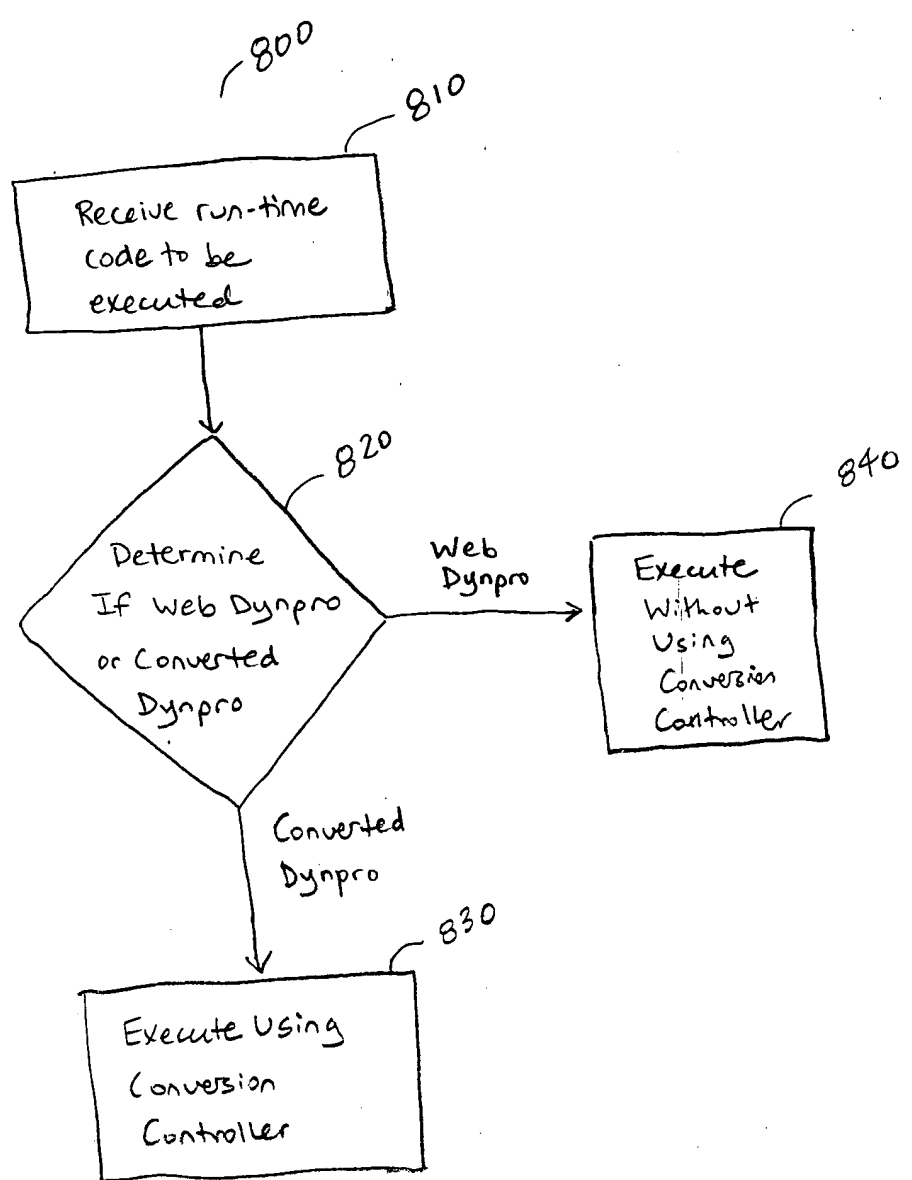 800
810
Receive run-time
code to be
executed
820
Determine
If Web Dynpro
or Converted
Dynpro
Web
Dynpro
840
Execute
Without
Using
Conversion
Controller
Converted
Dynpro
830
Execute Using
Conversion
Controller